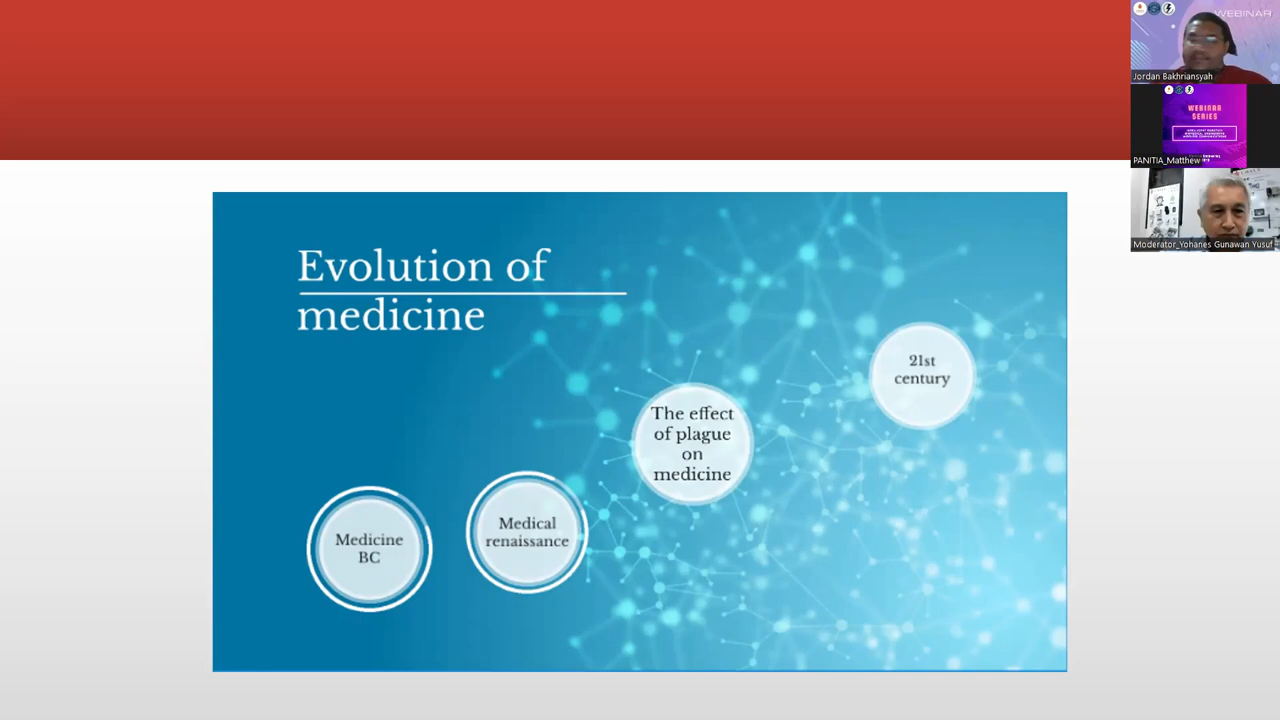 Evolution of
medicine
Medicine
BC
Medical
renaissance
The effect
of plague
on
medicine
21st
century
WEBINAR
Jordan Bakhriansyah
WEBINAR
SERIES
PANITIA_Matthew
Moderator_Yohanes Gunawan Yusuf